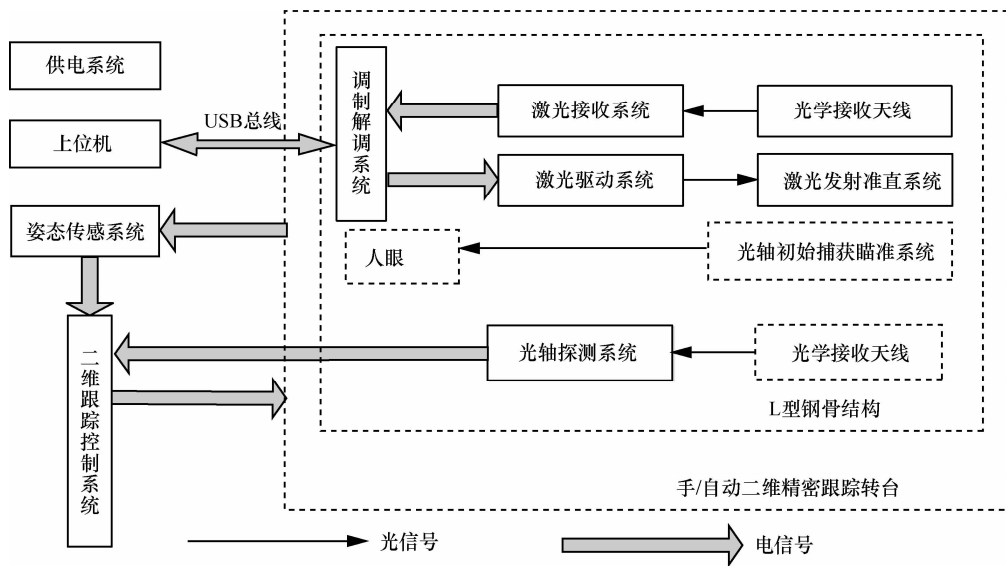 供电系统
上位机
USB总线
调制解调系统
激光接收系统
光学接收天线
激光驱动系统
激光发射准直系统
姿态传感系统
人眼
光轴初始捕获瞄准系统
二维跟踪控制系统
光轴探测系统
光学接收天线
L型钢骨结构
手/自动二维精密跟踪转台
光信号
电信号